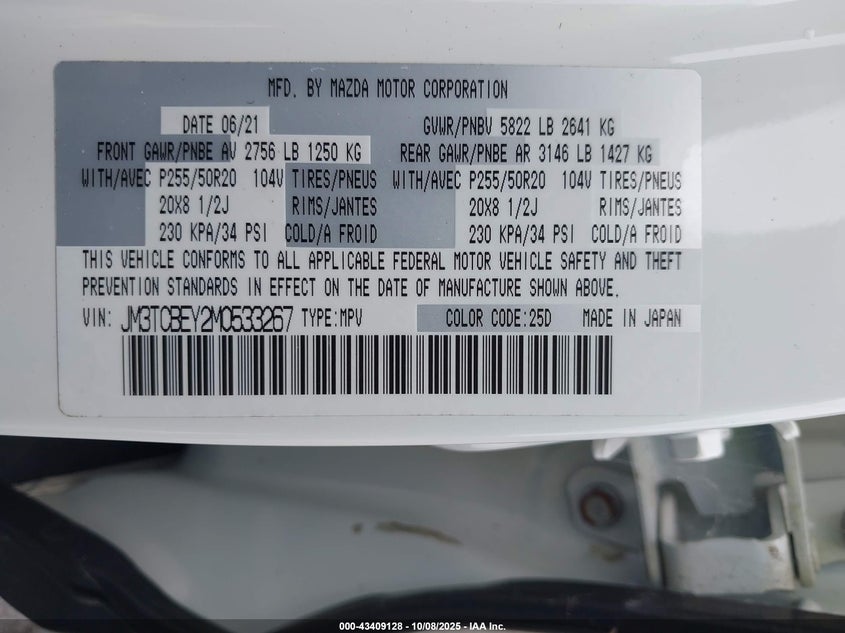 MFD. BY MAZDA MOTOR CORPORATION
DATE 06/21 GVWR/PNBV 5822 LB 2641 KG
FRONT GAWR/PNBE AV 2756 LB 1250 KG REAR GAWR/PNBE AR 3146 LB 1427 KG
WITH/AVEC P255/50R20 104V TIRES/PNEUS WITH/AVEC P255/50R20 104V TIRES/PNEUS
20X8 1/2J RIMS/JANTES 20X8 1/2J RIMS/JANTES
230 KPA/34 PSI COLD/A FROID 230 KPA/34 PSI COLD/A FROID
THIS VEHICLE CONFORMS TO ALL APPLICABLE FEDERAL MOTOR VEHICLE SAFETY AND THEFT
PREVENTION STANDARDS IN EFFECT ON THE DATE OF MANUFACTURE SHOWN ABOVE.
VIN: JM3TCBEY2M0533267 TYPE:MPV COLOR CODE:25D MADE IN JAPAN
000-43409128 - 10/08/2025 - IAA Inc.